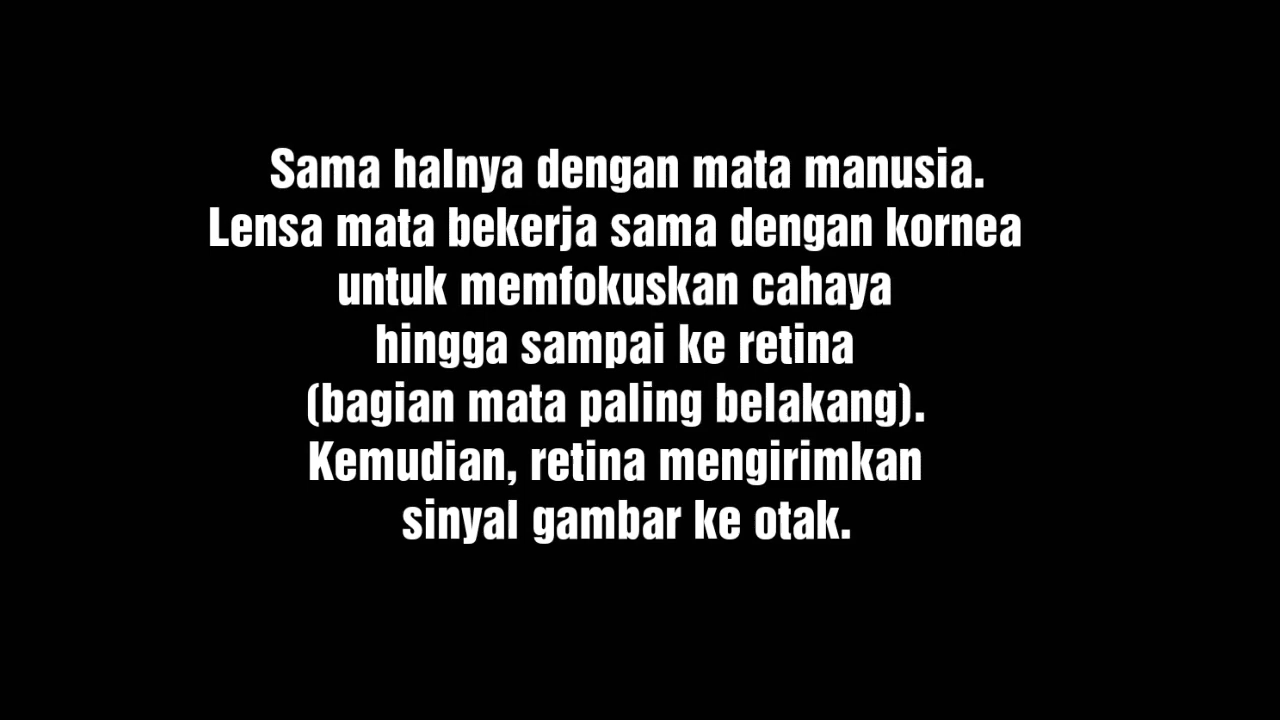 Sama halnya dengan mata manusia.
Lensa mata bekerja sama dengan kornea
untuk memfokuskan cahaya
hingga sampai ke retina
(bagian mata paling belakang).
Kemudian, retina mengirimkan
sinyal gambar ke otak.